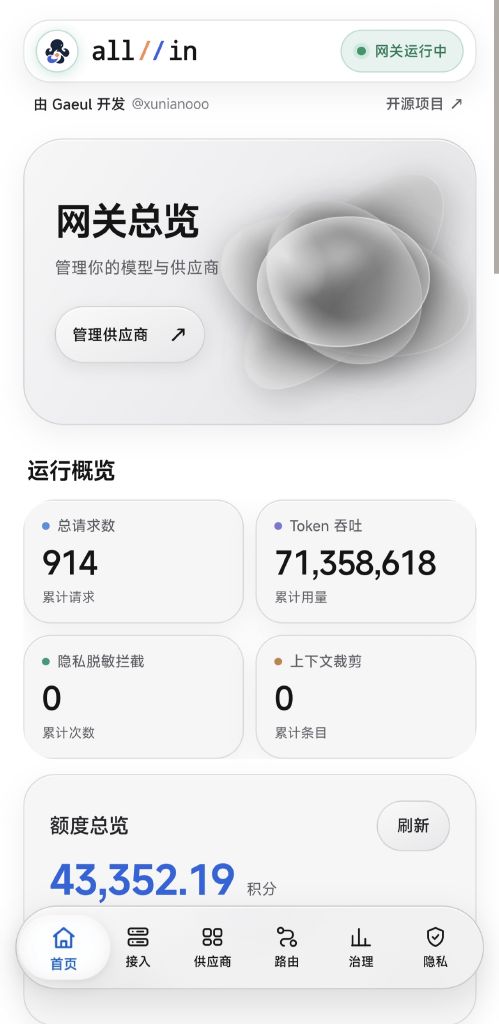 all//in
网关运行中
由 Gaeul 开发 @xunianooo
开源项目 ↗
网关总览
管理你的模型与供应商
管理供应商 ↗
运行概览
总请求数
914
累计请求
Token 吞吐
71,358,618
累计用量
隐私脱敏拦截
0
累计次数
上下文裁剪
0
累计条目
额度总览
刷新
43,352.19 积分
首页
接入
供应商
路由
治理
隐私